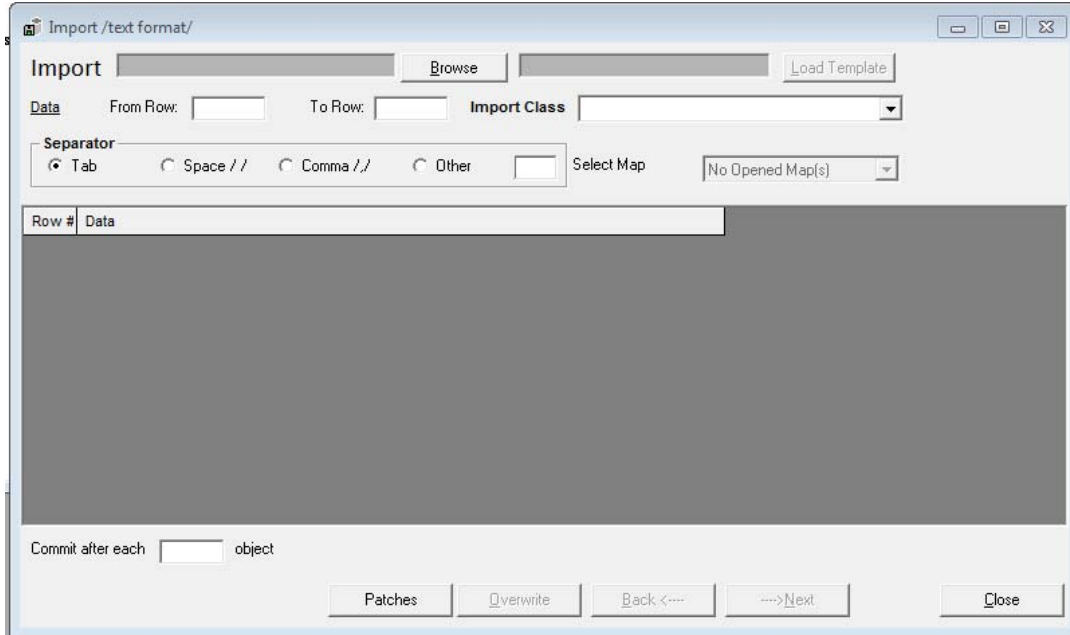 Import /text format/
Import Browse Load Template
Data From Row: To Row: Import Class
Separator
Tab Space / / Comma /,/ Other Select Map No Opened Map(s)
Row # Data
Commit after each object
Patches Overwrite Back <---- ---->Next Close